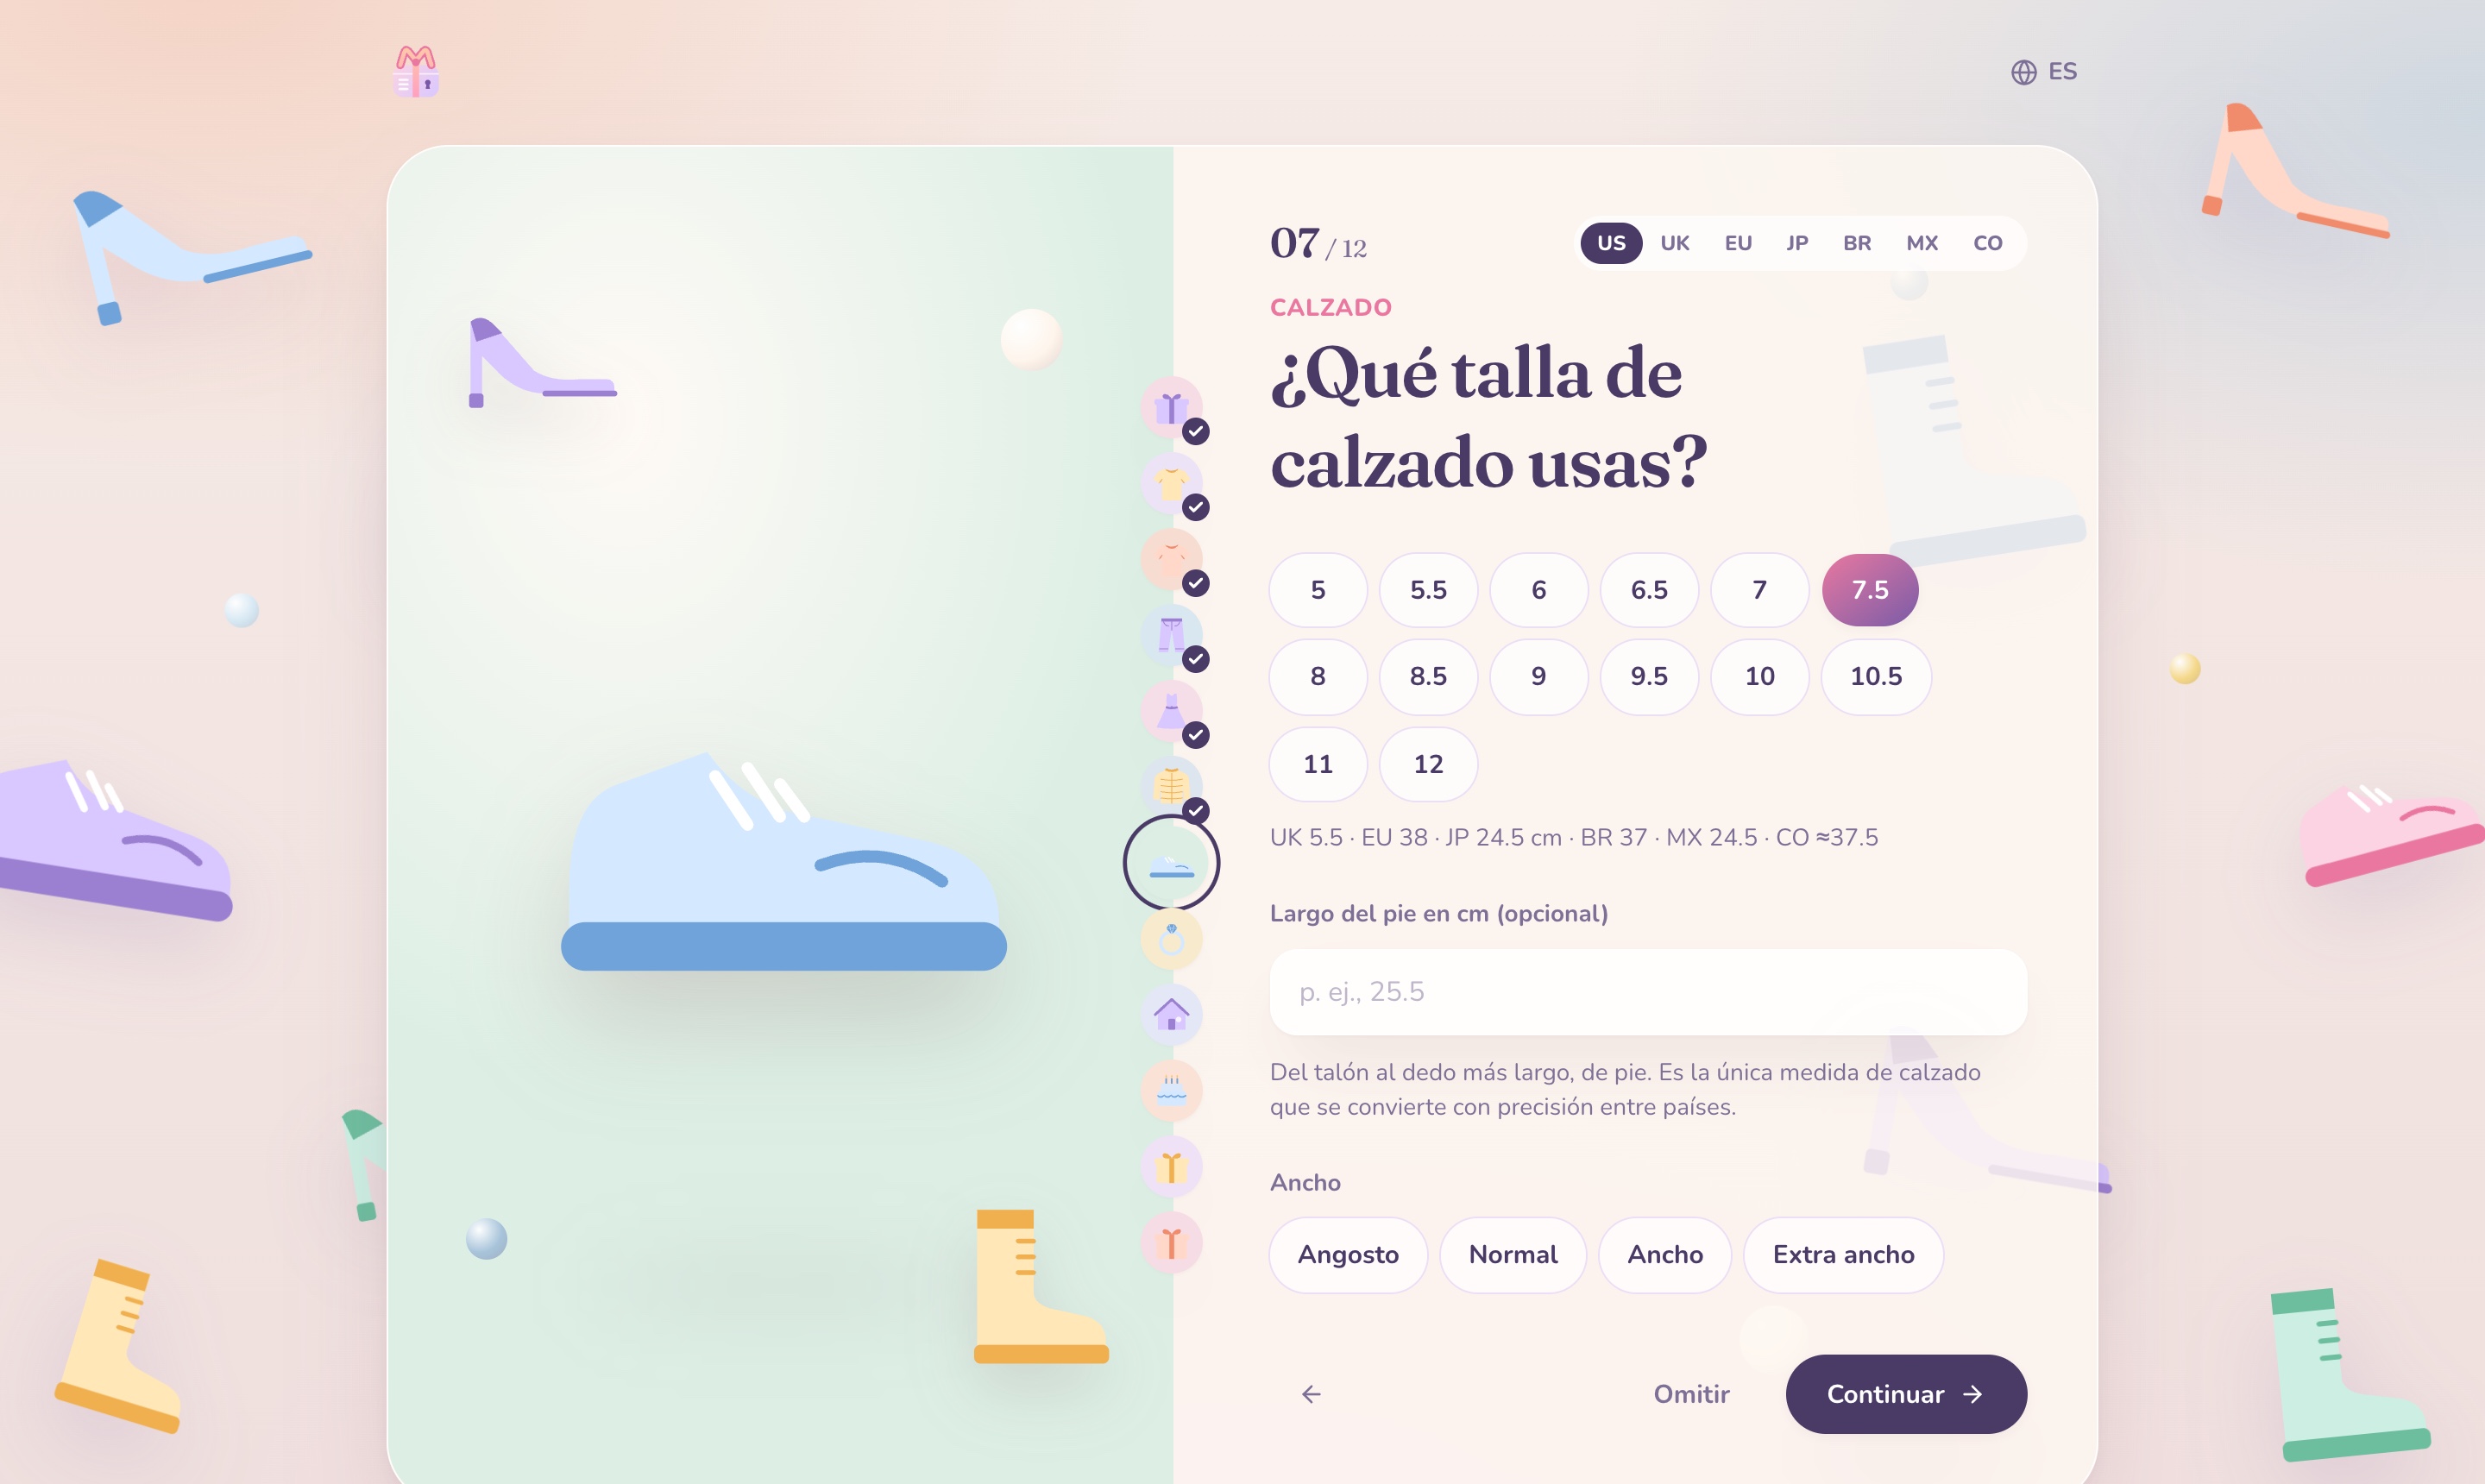 ES
07 / 12
US UK EU JP BR MX CO
CALZADO
¿Qué talla de
calzado usas?
5 5.5 6 6.5 7 7.5
8 8.5 9 9.5 10 10.5
11 12
UK 5.5 · EU 38 · JP 24.5 cm · BR 37 · MX 24.5 · CO ≈37.5
Largo del pie en cm (opcional)
p. ej., 25.5
Del talón al dedo más largo, de pie. Es la única medida de calzado
que se convierte con precisión entre países.
Ancho
Angosto Normal Ancho Extra ancho
Omitir Continuar